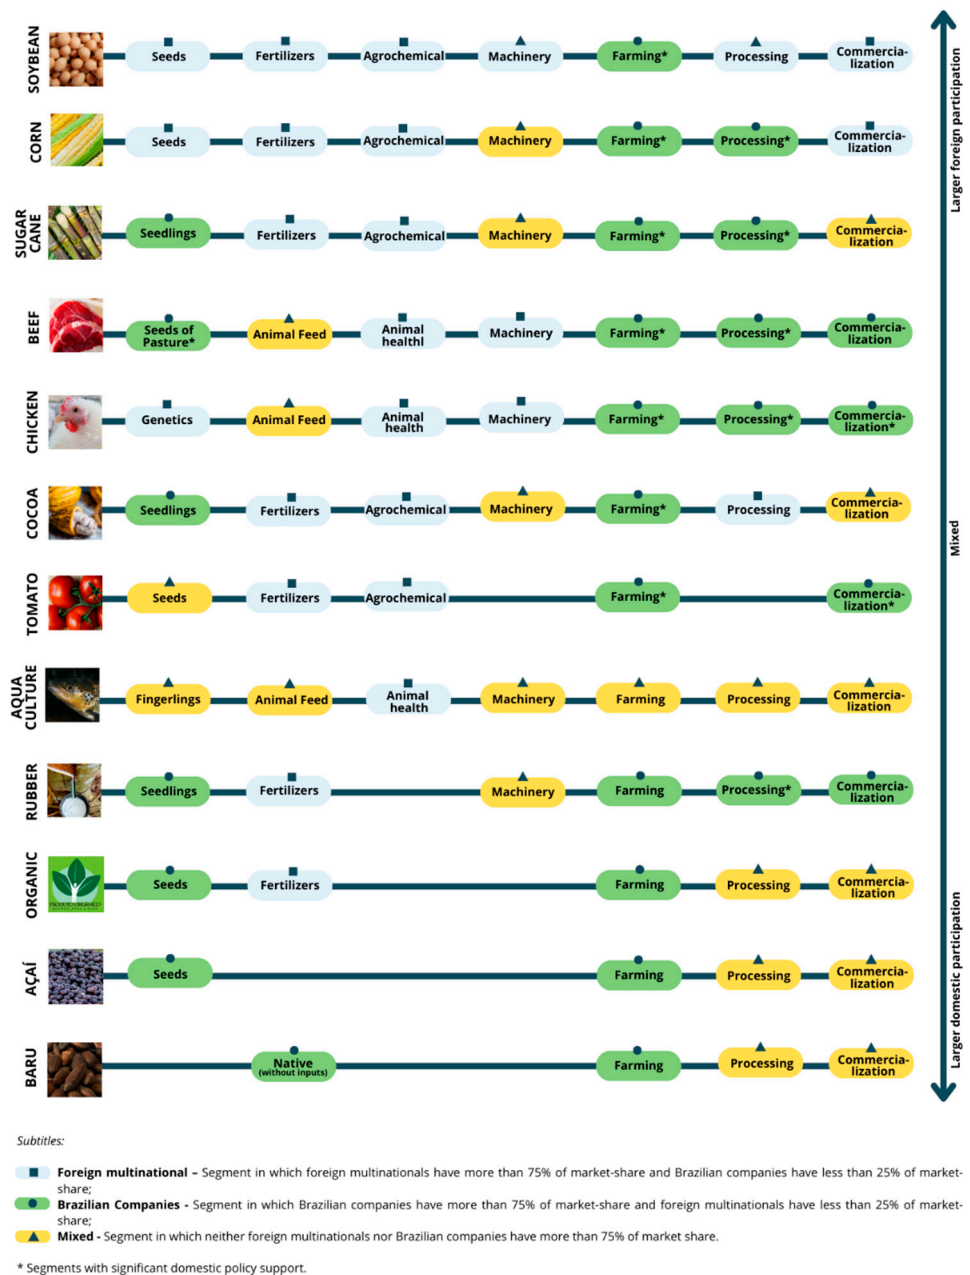 SOYBEAN
Seeds
Fertilizers
Agrochemical
Machinery
Farming*
Processing
Commercia-
lization
CORN
Seeds
Fertilizers
Agrochemical
Machinery
Farming*
Processing*
Commercia-
lization
SUGAR
CANE
Seedlings
Fertilizers
Agrochemical
Machinery
Farming*
Processing*
Commercia-
lization
BEEF
Seeds of
Pasture*
Animal Feed
Animal
healthl
Machinery
Farming*
Processing*
Commercia-
lization
CHICKEN
Genetics
Animal Feed
Animal
health
Machinery
Farming*
Processing*
Commercia-
lization*
COCOA
Seedlings
Fertilizers
Agrochemical
Machinery
Farming*
Processing
Commercia-
lization
TOMATO
Seeds
Fertilizers
Agrochemical
Farming*
Commercia-
lization*
AQUA
CULTURE
Fingerlings
Animal Feed
Animal
health
Machinery
Farming
Processing
Commercia-
lization
RUBBER
Seedlings
Fertilizers
Machinery
Farming
Processing*
Commercia-
lization
ORGANIC
PRODUTO ORGÂNICO
Seeds
Fertilizers
Farming
Processing
Commercia-
lization
AÇAÍ
Seeds
Farming
Processing
Commercia-
lization
BARU
Native
(without inputs)
Farming
Processing
Commercia-
lization
Larger foreign participation
Mixed
Larger domestic participation
Subtitles:
Foreign multinational – Segment in which foreign multinationals have more than 75% of market-share and Brazilian companies have less than 25% of market-
share;
Brazilian Companies - Segment in which Brazilian companies have more than 75% of market-share and foreign multinationals have less than 25% of market-
share;
Mixed - Segment in which neither foreign multinationals nor Brazilian companies have more than 75% of market share.
* Segments with significant domestic policy support.